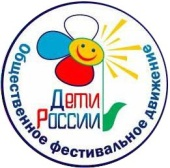 Общественное фестивальное движение
Дети
России